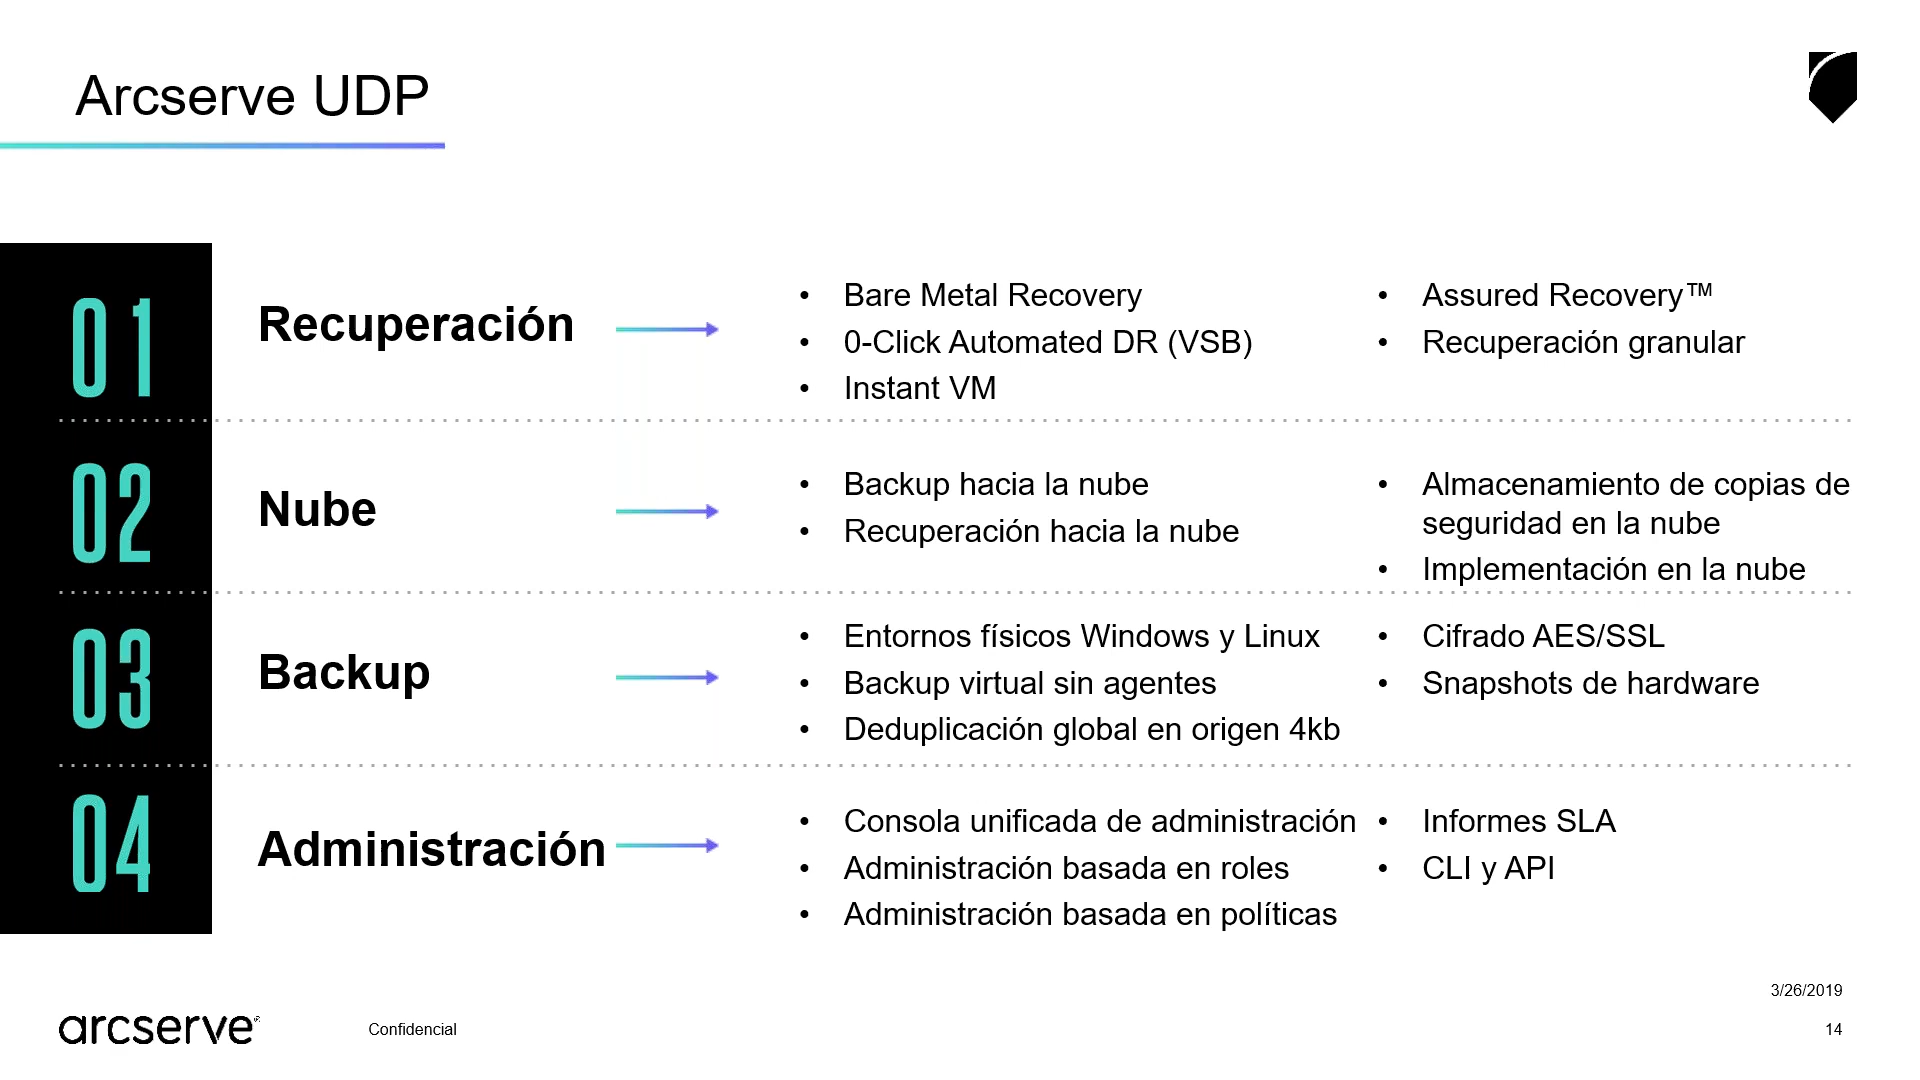 Arcserve UDP
01
Recuperación
• Bare Metal Recovery
• 0-Click Automated DR (VSB)
• Instant VM
• Assured Recovery™
• Recuperación granular
02
Nube
• Backup hacia la nube
• Recuperación hacia la nube
• Almacenamiento de copias de
seguridad en la nube
• Implementación en la nube
03
Backup
• Entornos físicos Windows y Linux
• Backup virtual sin agentes
• Deduplicación global en origen 4kb
• Cifrado AES/SSL
• Snapshots de hardware
04
Administración
• Consola unificada de administración
• Administración basada en roles
• Administración basada en políticas
• Informes SLA
• CLI y API
3/26/2019
arcserve®
Confidencial
14